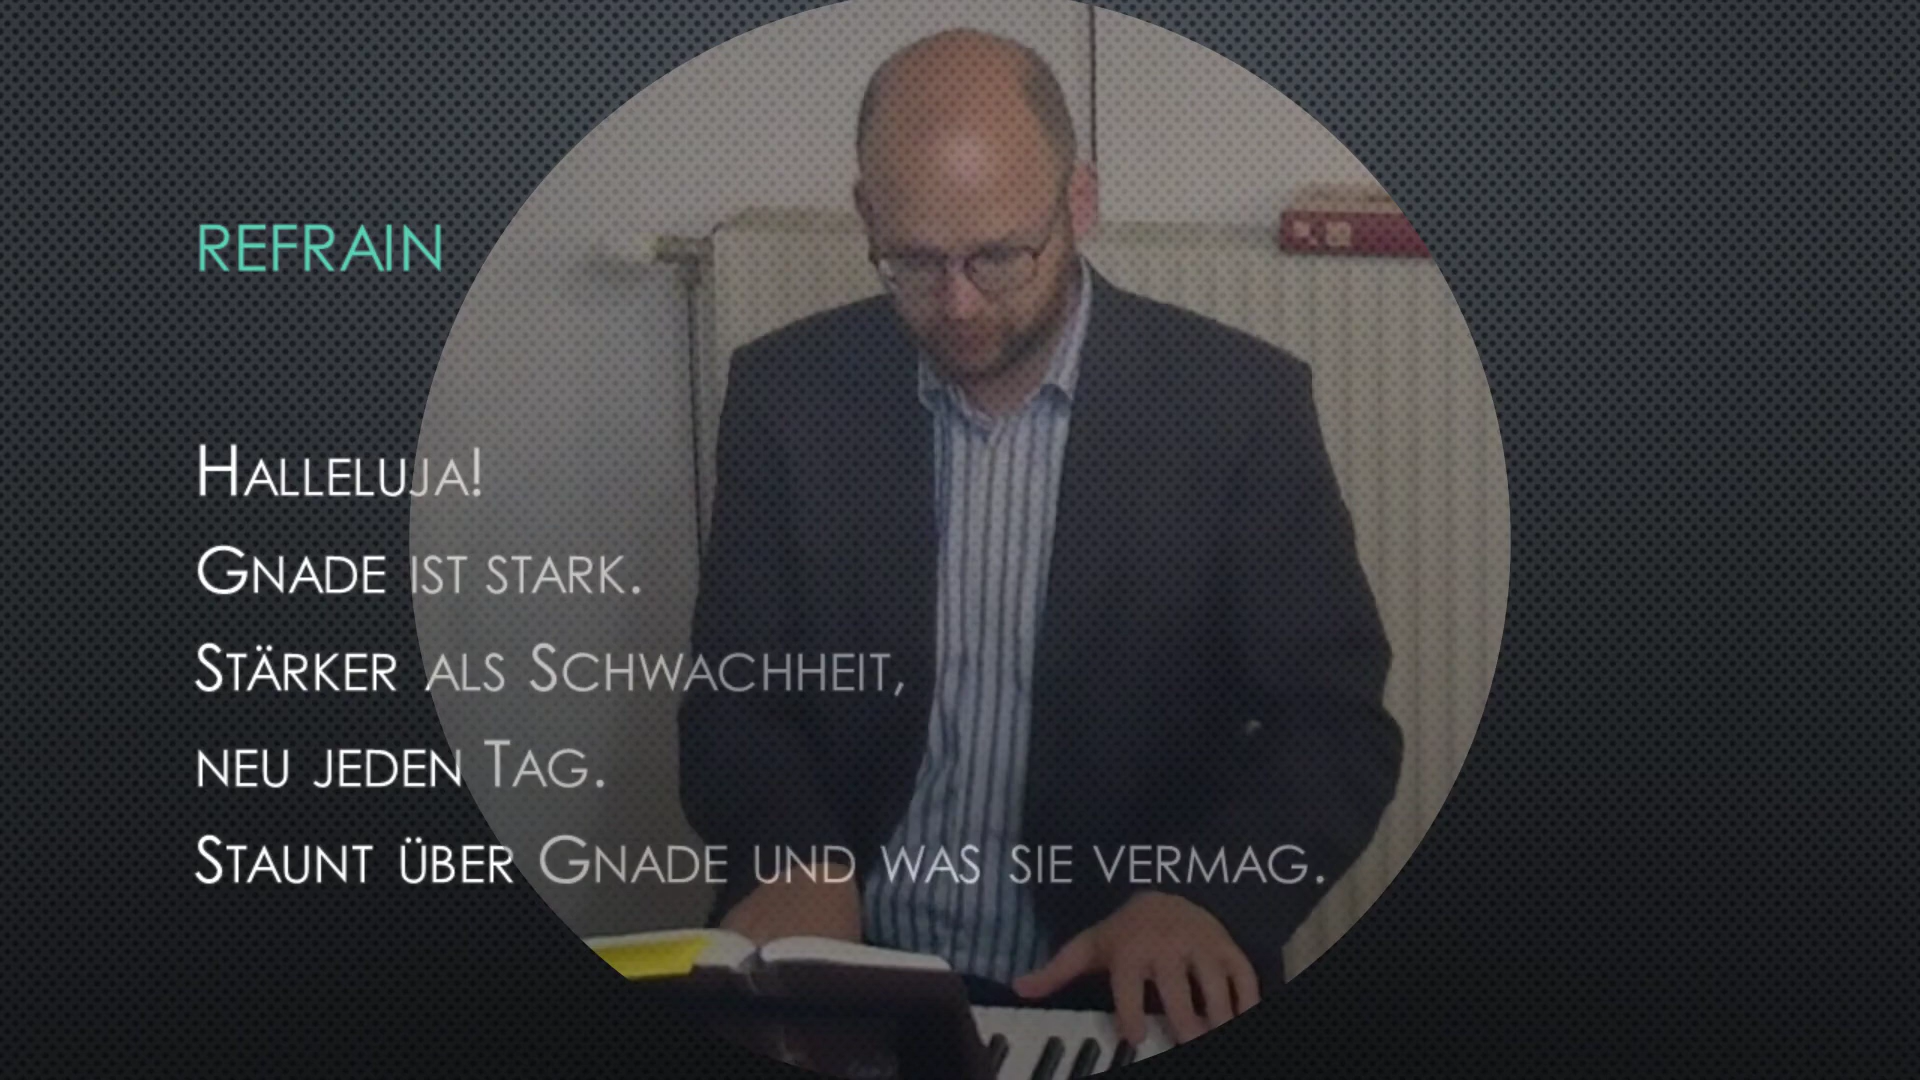 REFRAIN
Halleluja!
Gnade ist stark.
Stärker als Schwachheit,
neu jeden Tag.
Staunt über Gnade und was sie vermag.